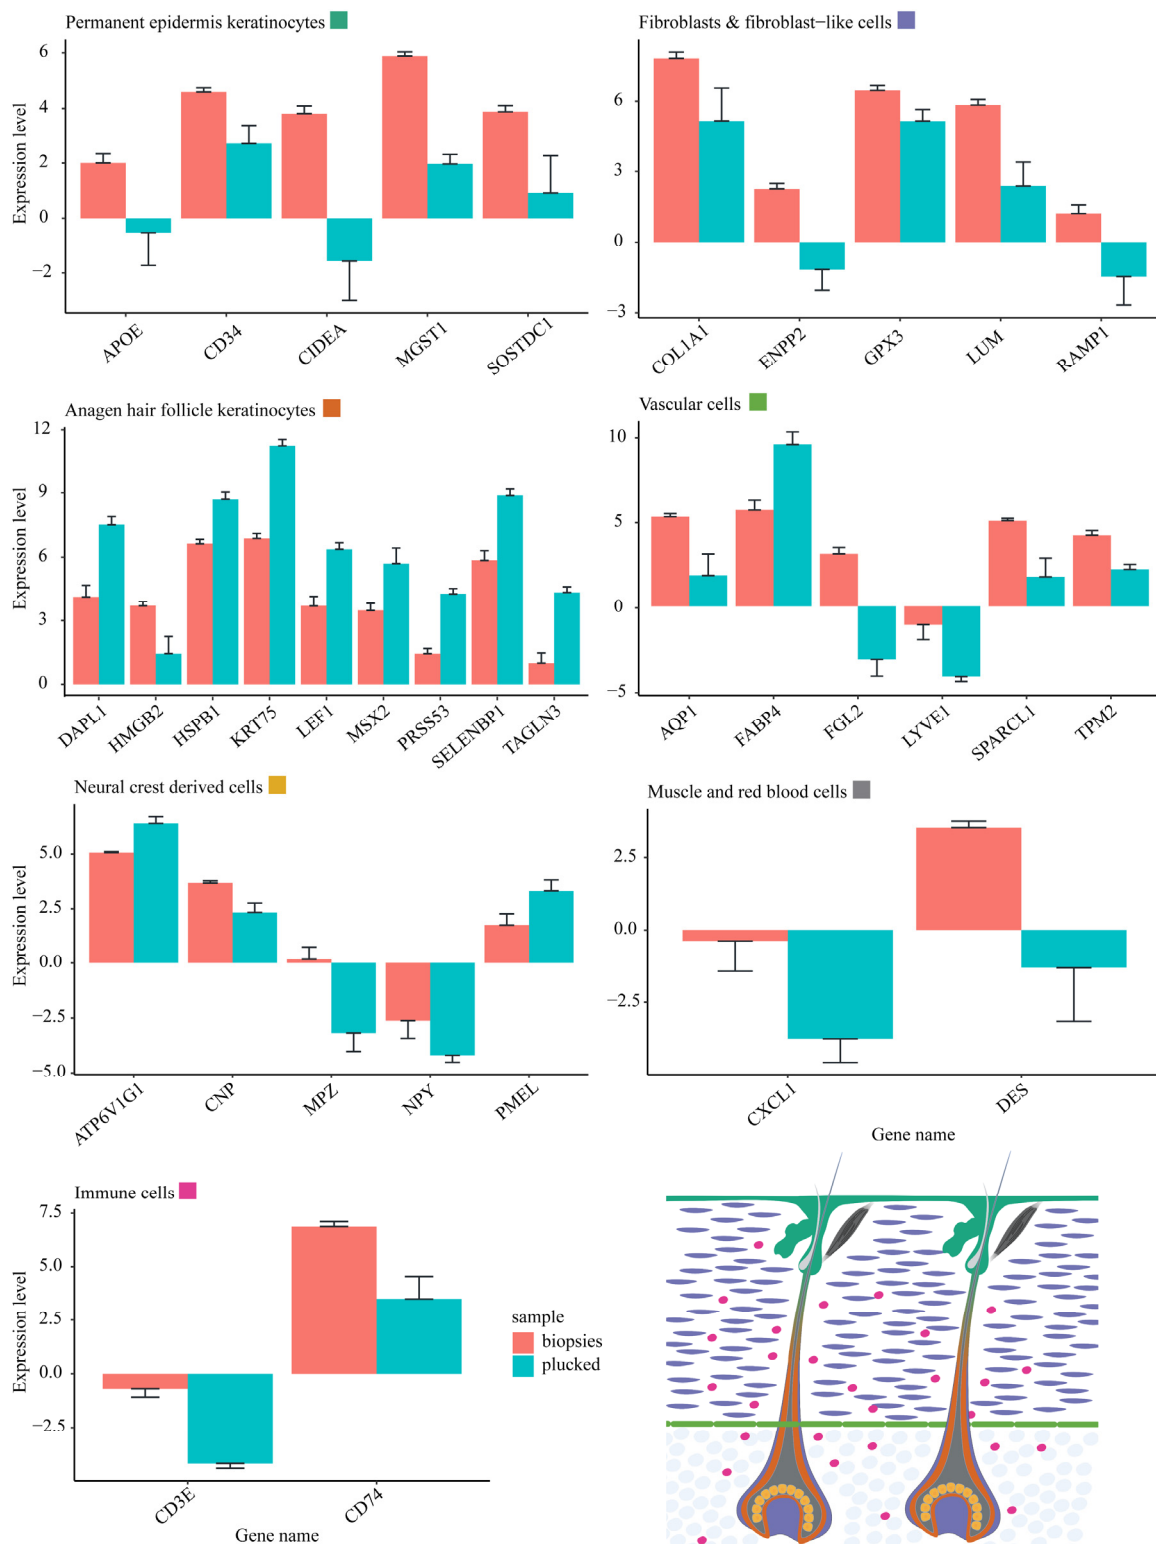 Permanent epidermis keratinocytes
Expression level
6
4
2
0
−2
APOE
CD34
CIDEA
MGST1
SOSTDC1
Fibroblasts & fibroblast−like cells
6
3
0
−3
COL1A1
ENPP2
GPX3
LUM
RAMP1
Anagen hair follicle keratinocytes
Expression level
12
9
6
3
0
DAPL1
HMGB2
HSPB1
KRT75
LEF1
MSX2
PRSS53
SELENBP1
TAGLN3
Vascular cells
10
5
0
−5
AQP1
FABP4
FGL2
LYVE1
SPARCL1
TPM2
Neural crest derived cells
Expression level
5.0
2.5
0.0
−2.5
−5.0
ATP6V1G1
CNP
MPZ
NPY
PMEL
Muscle and red blood cells
2.5
0.0
−2.5
CXCL1
DES
Gene name
Immune cells
Expression level
7.5
5.0
2.5
0.0
−2.5
CD3E
CD74
Gene name
sample
biopsies
plucked